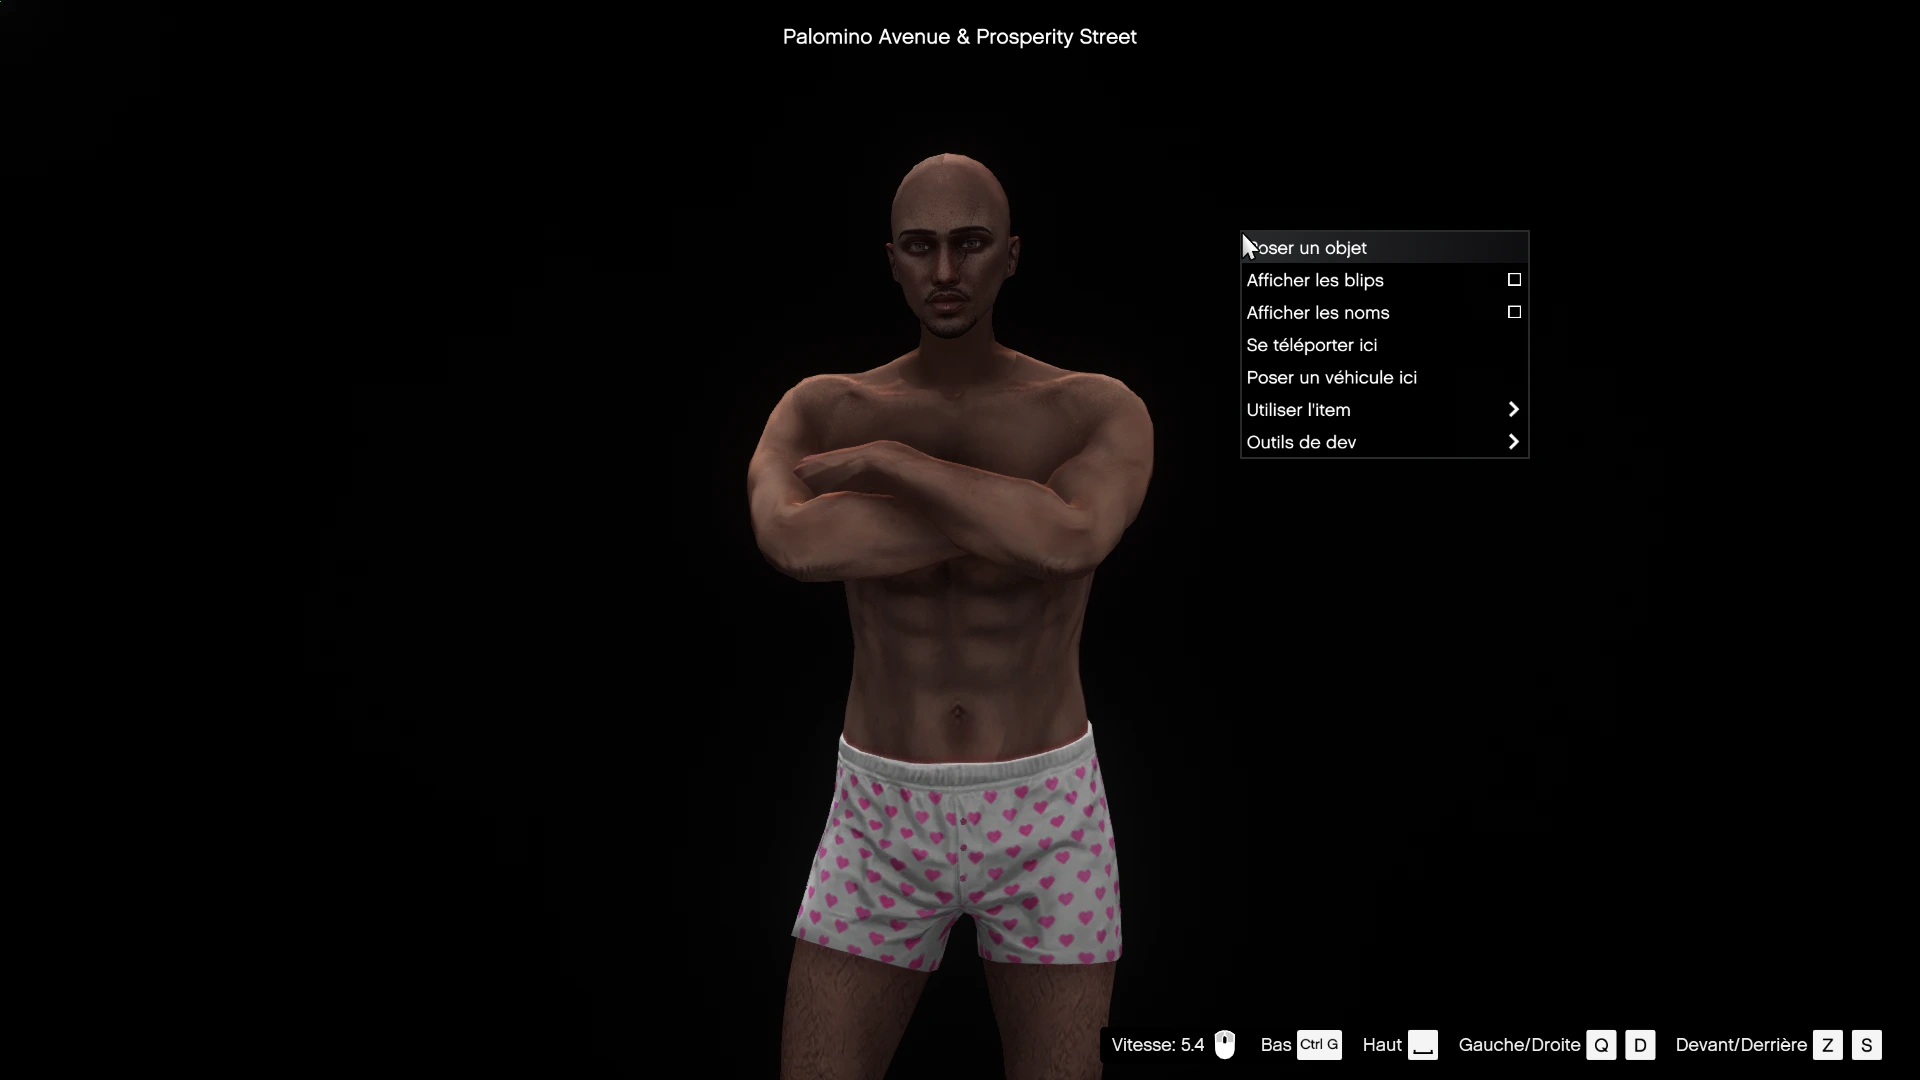 Palomino Avenue & Prosperity Street
Poser un objet
Afficher les blips
Afficher les noms
Se téléporter ici
Poser un véhicule ici
Utiliser l'item
Outils de dev
Vitesse: 5.4 Bas Ctrl G Haut Gauche/Droite Q D Devant/Derrière Z S